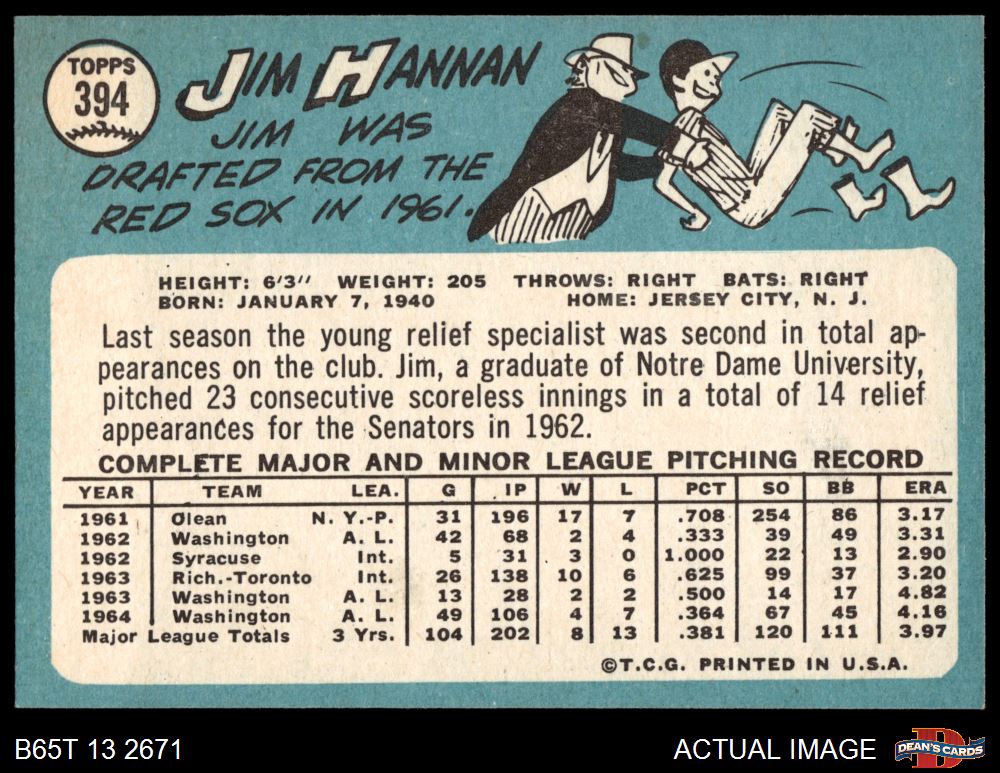 TOPPS
394
JIM HANNAN
JIM WAS
DRAFTED FROM THE
RED SOX IN 1961.
HEIGHT: 6'3" WEIGHT: 205 THROWS: RIGHT BATS: RIGHT
BORN: JANUARY 7, 1940 HOME: JERSEY CITY, N. J.
Last season the young relief specialist was second in total ap-
pearances on the club. Jim, a graduate of Notre Dame University,
pitched 23 consecutive scoreless innings in a total of 14 relief
appearances for the Senators in 1962.
COMPLETE MAJOR AND MINOR LEAGUE PITCHING RECORD
YEAR TEAM LEA. G IP W L PCT SO BB ERA
1961 Olean N. Y.-P. 31 196 17 7 .708 254 86 3.17
1962 Washington A. L. 42 68 2 4 .333 39 49 3.31
1962 Syracuse Int. 5 31 3 0 1.000 22 13 2.90
1963 Rich.-Toronto Int. 26 138 10 6 .625 99 37 3.20
1963 Washington A. L. 13 28 2 2 .500 14 17 4.82
1964 Washington A. L. 49 106 4 7 .364 67 45 4.16
Major League Totals 3 Yrs. 104 202 8 13 .381 120 111 3.97
©T.C.G. PRINTED IN U.S.A.
B65T 13 2671 ACTUAL IMAGE DEAN'S CARDS